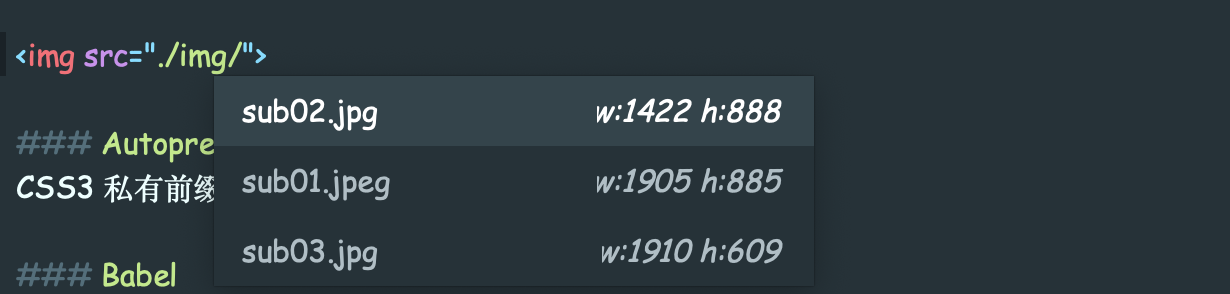 <img src="./img/">
sub02.jpg w:1422 h:888
### Autopre
sub01.jpeg w:1905 h:885
CSS3 私有前缀
sub03.jpg w:1910 h:609
### Babel